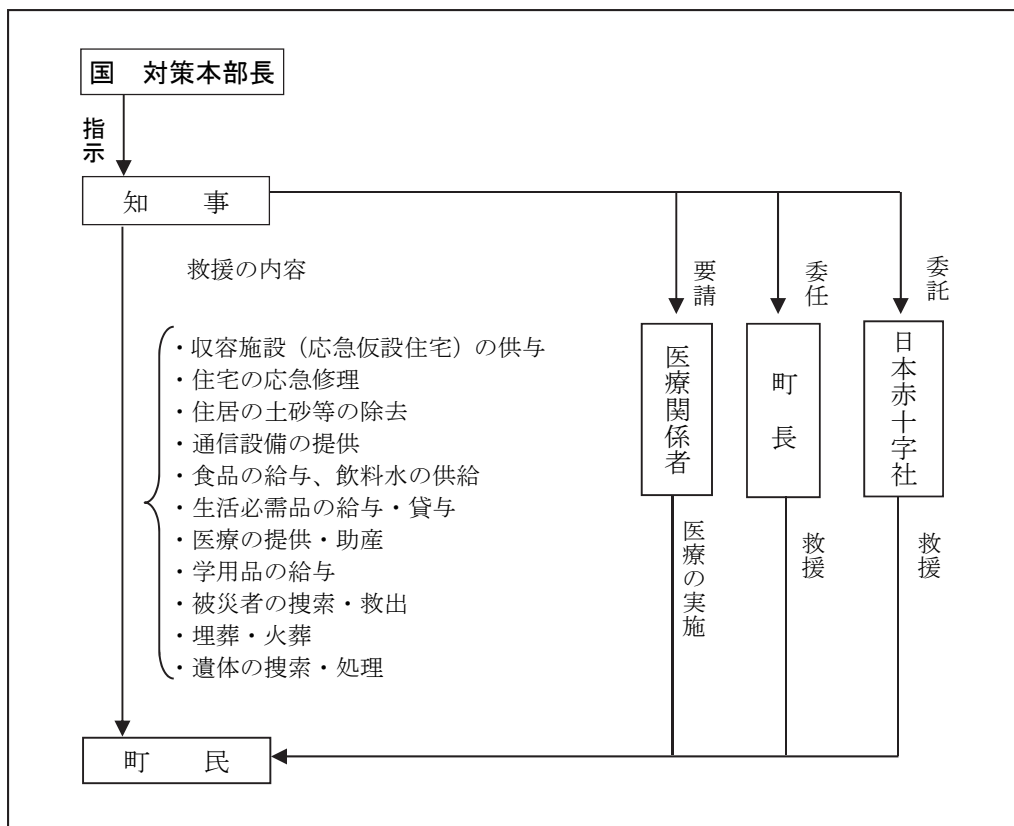 国　対策本部長
指示
知　　事
救援の内容
・収容施設（応急仮設住宅）の供与
・住宅の応急修理
・住居の土砂等の除去
・通信設備の提供
・食品の給与、飲料水の供給
・生活必需品の給与・貸与
・医療の提供・助産
・学用品の給与
・被災者の捜索・救出
・埋葬・火葬
・遺体の捜索・処理
要請
委任
委託
医療関係者
町長
日本赤十字社
医療の実施
救援
救援
町　　民